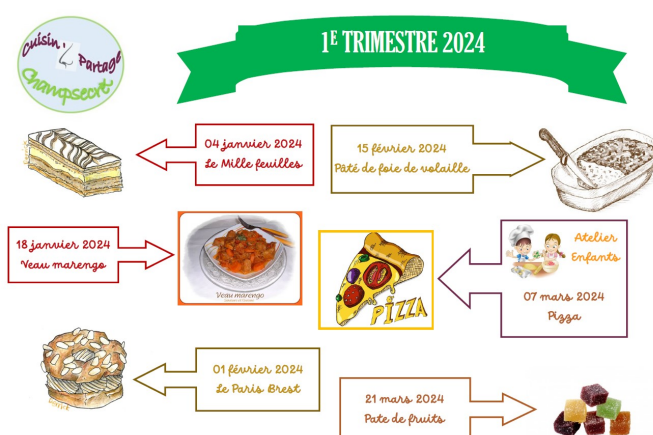 Cuisin' Partage
Champsecret
1E TRIMESTRE 2024
04 janvier 2024
Le Mille feuilles
15 février 2024
Pâté de foie de volaille
18 janvier 2024
Veau marengo
Veau marengo
PIZZA
Atelier
Enfants
07 mars 2024
Pizza
01 février 2024
Le Paris Brest
21 mars 2024
Pate de fruits